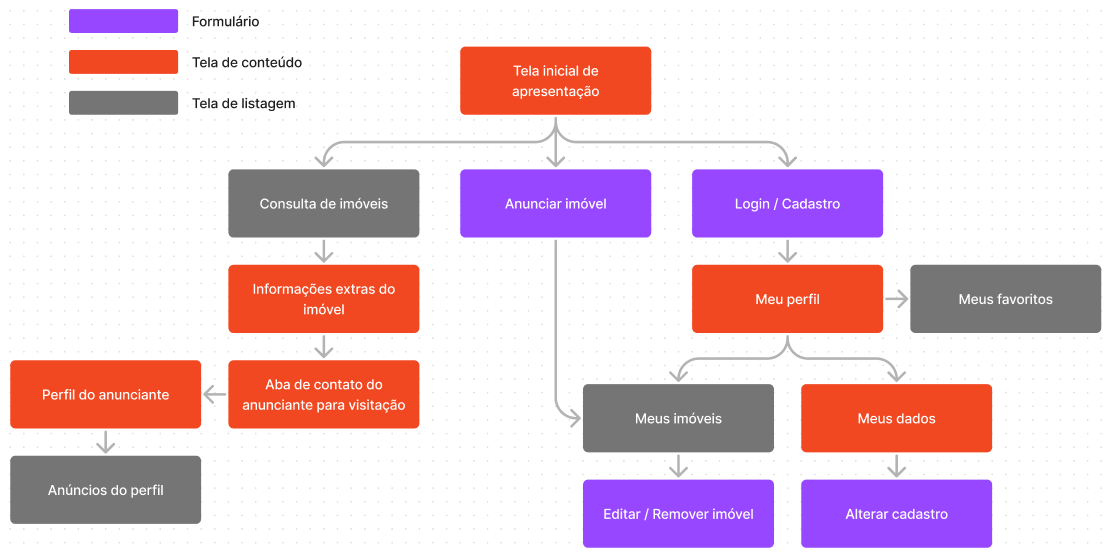 Formulário
Tela de conteúdo
Tela de listagem
Tela inicial de
apresentação
Consulta de imóveis
Anunciar imóvel
Login / Cadastro
Informações extras do
imóvel
Meu perfil
Meus favoritos
Perfil do anunciante
Aba de contato do
anunciante para visitação
Meus imóveis
Meus dados
Anúncios do perfil
Editar / Remover imóvel
Alterar cadastro